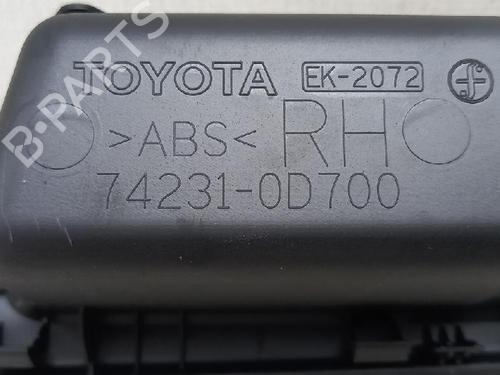 TOYOTA EK-2072
>ABS< RH
74231-0D700
B-PARTS